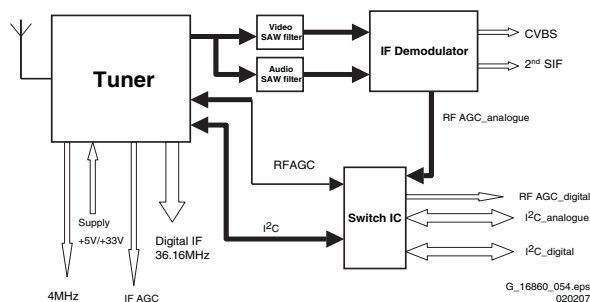 Tuner
Video
SAW filter
Audio
SAW filter
IF Demodulator
CVBS
2nd SIF
RF AGC_analogue
RFAGC
I2C
Switch IC
RF AGC_digital
I2C_analogue
I2C_digital
Supply
+5V/+33V
Digital IF
36.16MHz
4MHz
IF AGC
G_16860_054.eps
020207